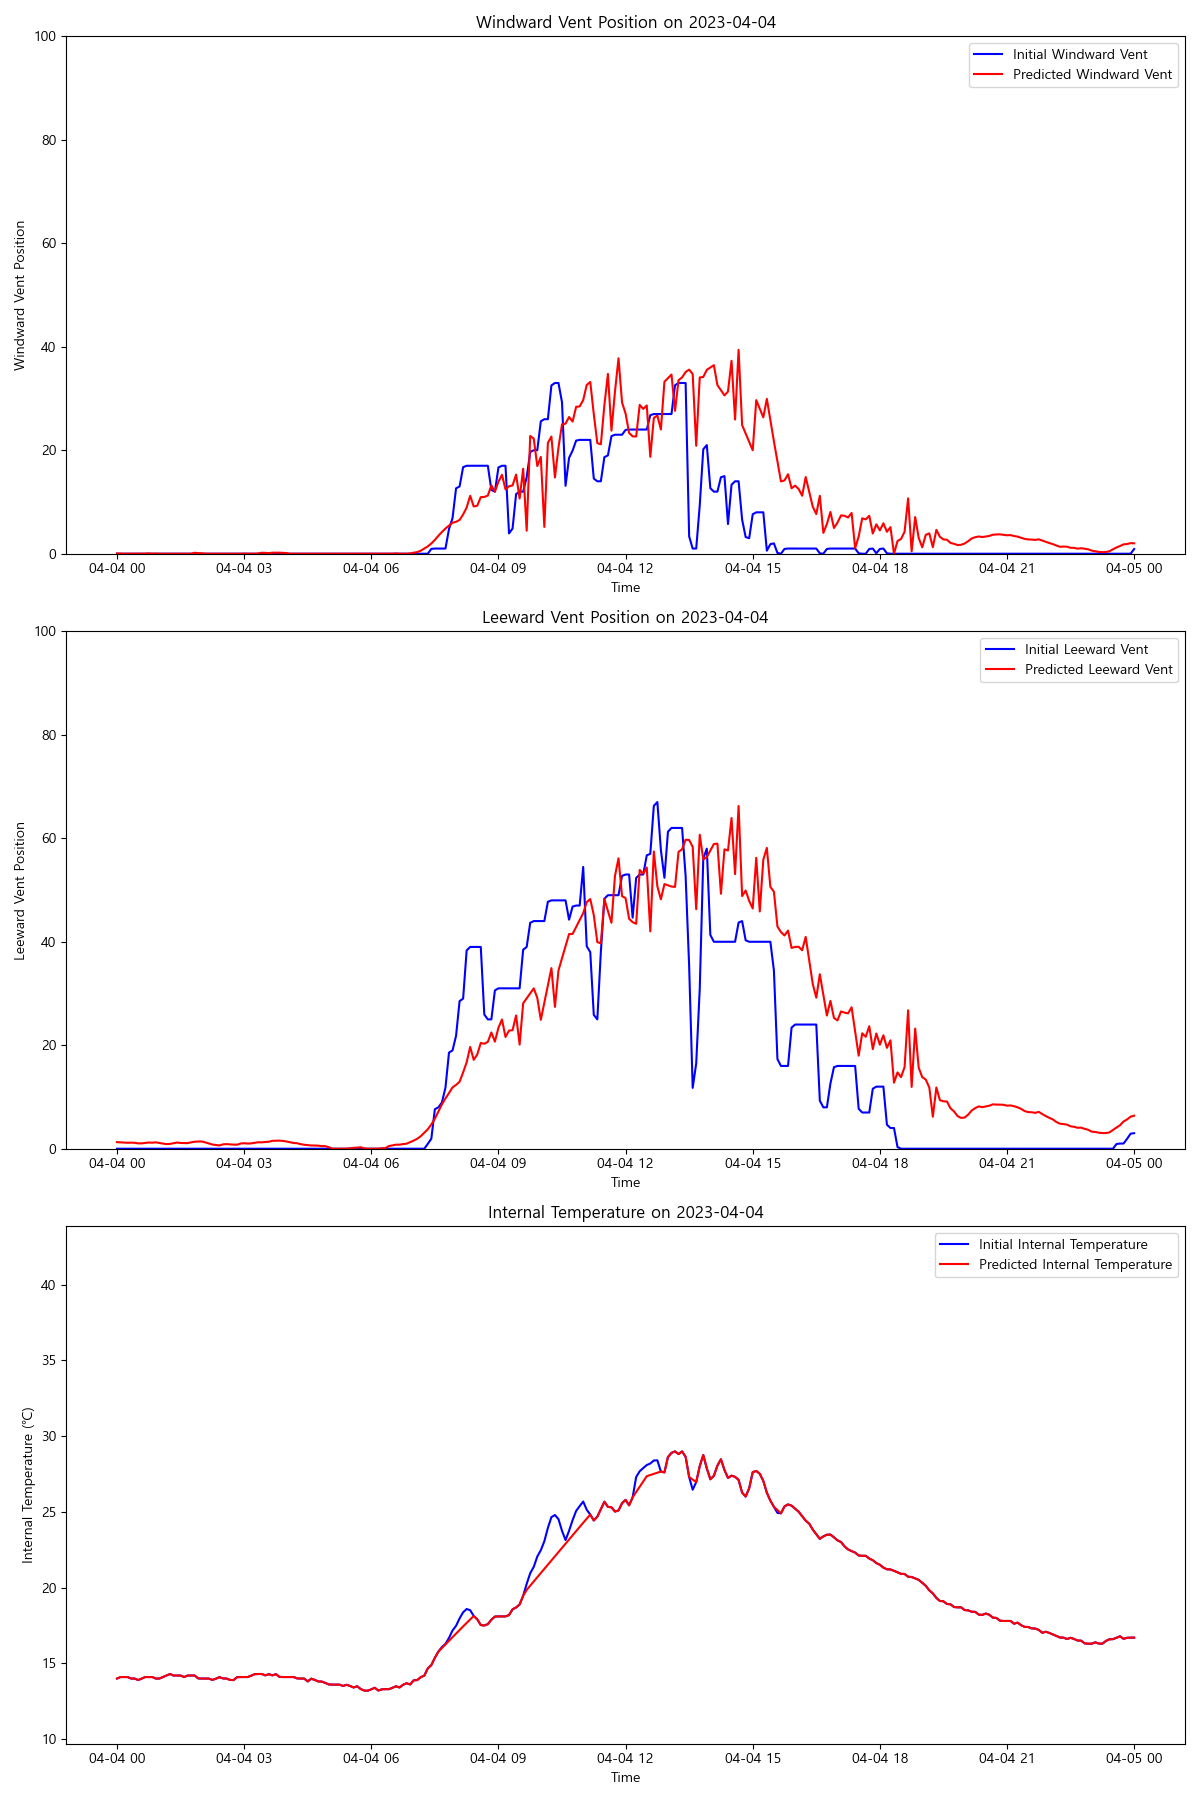 Windward Vent Position on 2023-04-04
100
80
60
40
20
0
Windward Vent Position
Initial Windward Vent
Predicted Windward Vent
04-04 00 04-04 03 04-04 06 04-04 09 04-04 12 04-04 15 04-04 18 04-04 21 04-05 00
Time
Leeward Vent Position on 2023-04-04
100
80
60
40
20
0
Leeward Vent Position
Initial Leeward Vent
Predicted Leeward Vent
04-04 00 04-04 03 04-04 06 04-04 09 04-04 12 04-04 15 04-04 18 04-04 21 04-05 00
Time
Internal Temperature on 2023-04-04
40
35
30
25
20
15
10
Internal Temperature (℃)
Initial Internal Temperature
Predicted Internal Temperature
04-04 00 04-04 03 04-04 06 04-04 09 04-04 12 04-04 15 04-04 18 04-04 21 04-05 00
Time